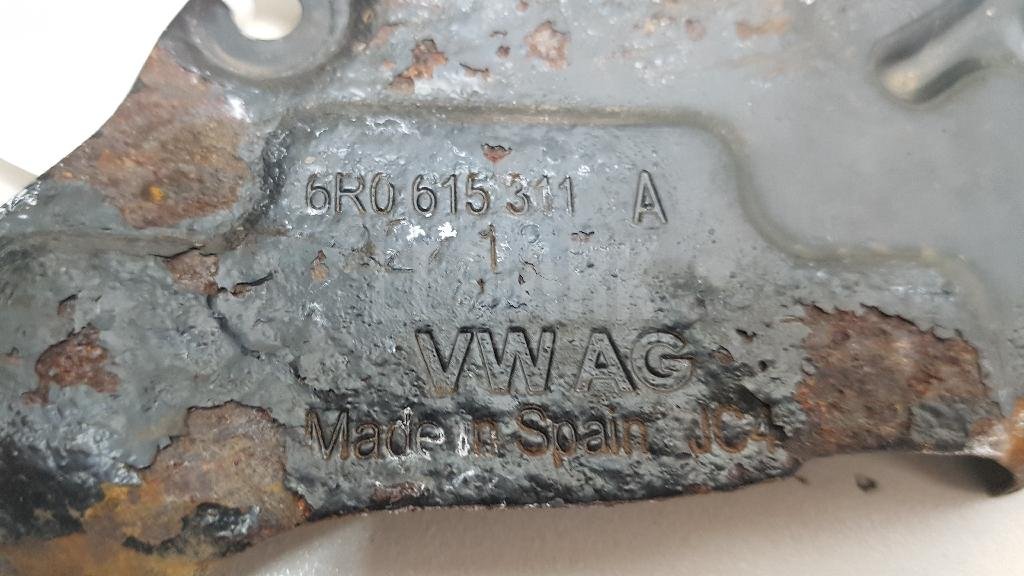 6R0 615 311 A
VW AG
Made in Spain JC4